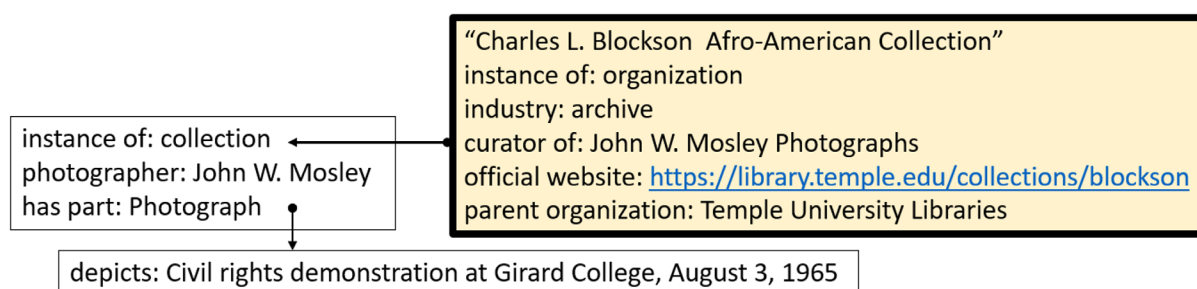 “Charles L. Blockson  Afro-American Collection”
instance of: organization
industry: archive
curator of: John W. Mosley Photographs
official website: https://library.temple.edu/collections/blockson
parent organization: Temple University Libraries
instance of: collection
photographer: John W. Mosley
has part: Photograph
depicts: Civil rights demonstration at Girard College, August 3, 1965